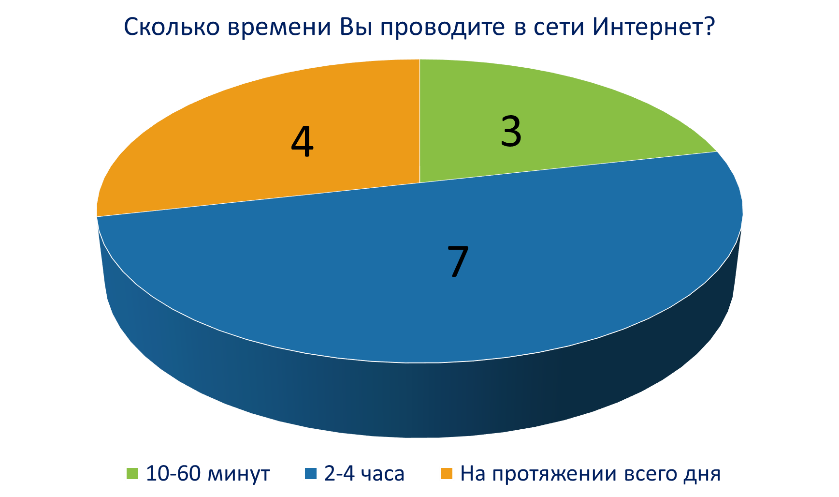 Сколько времени Вы проводите в сети Интернет?
4
3
7
10-60 минут 2-4 часа На протяжении всего дня